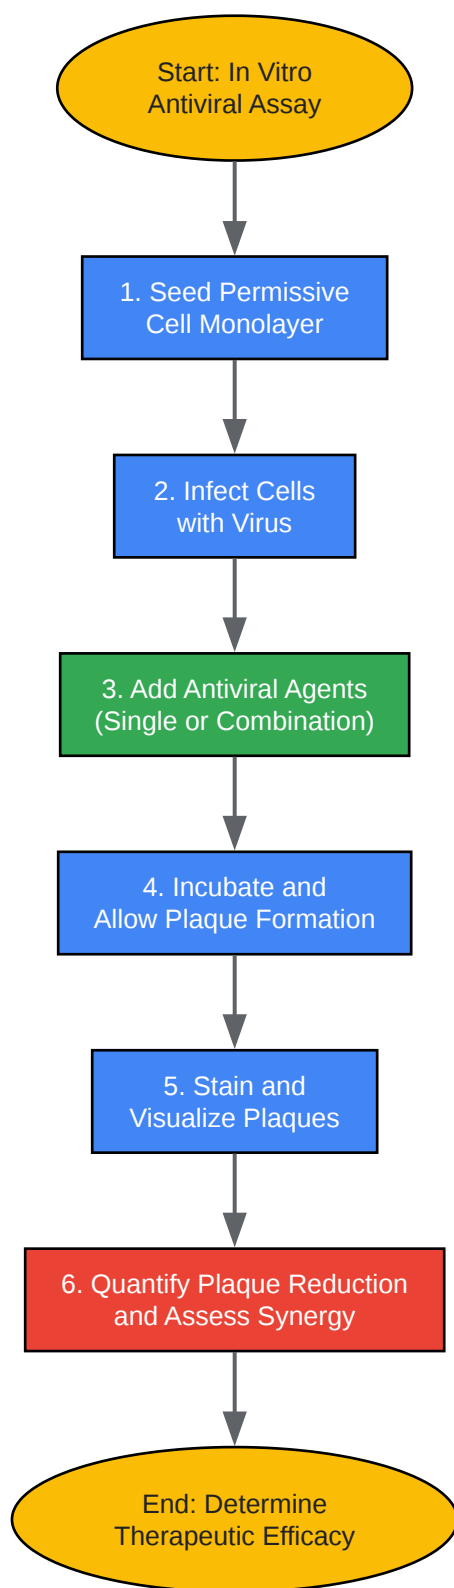 Start: In Vitro
Antiviral Assay
1. Seed Permissive
Cell Monolayer
2. Infect Cells
with Virus
3. Add Antiviral Agents
(Single or Combination)
4. Incubate and
Allow Plaque Formation
5. Stain and
Visualize Plaques
6. Quantify Plaque Reduction
and Assess Synergy
End: Determine
Therapeutic Efficacy